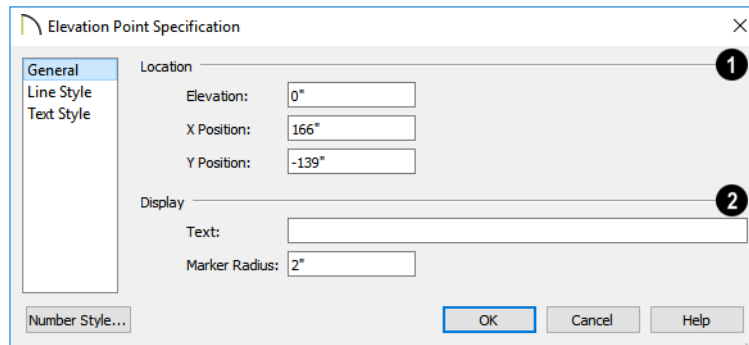 Elevation Point Specification
General
Line Style
Text Style
Location
1
Elevation: 0"
X Position: 166"
Y Position: -139"
Display
2
Text:
Marker Radius: 2"
Number Style...
OK
Cancel
Help